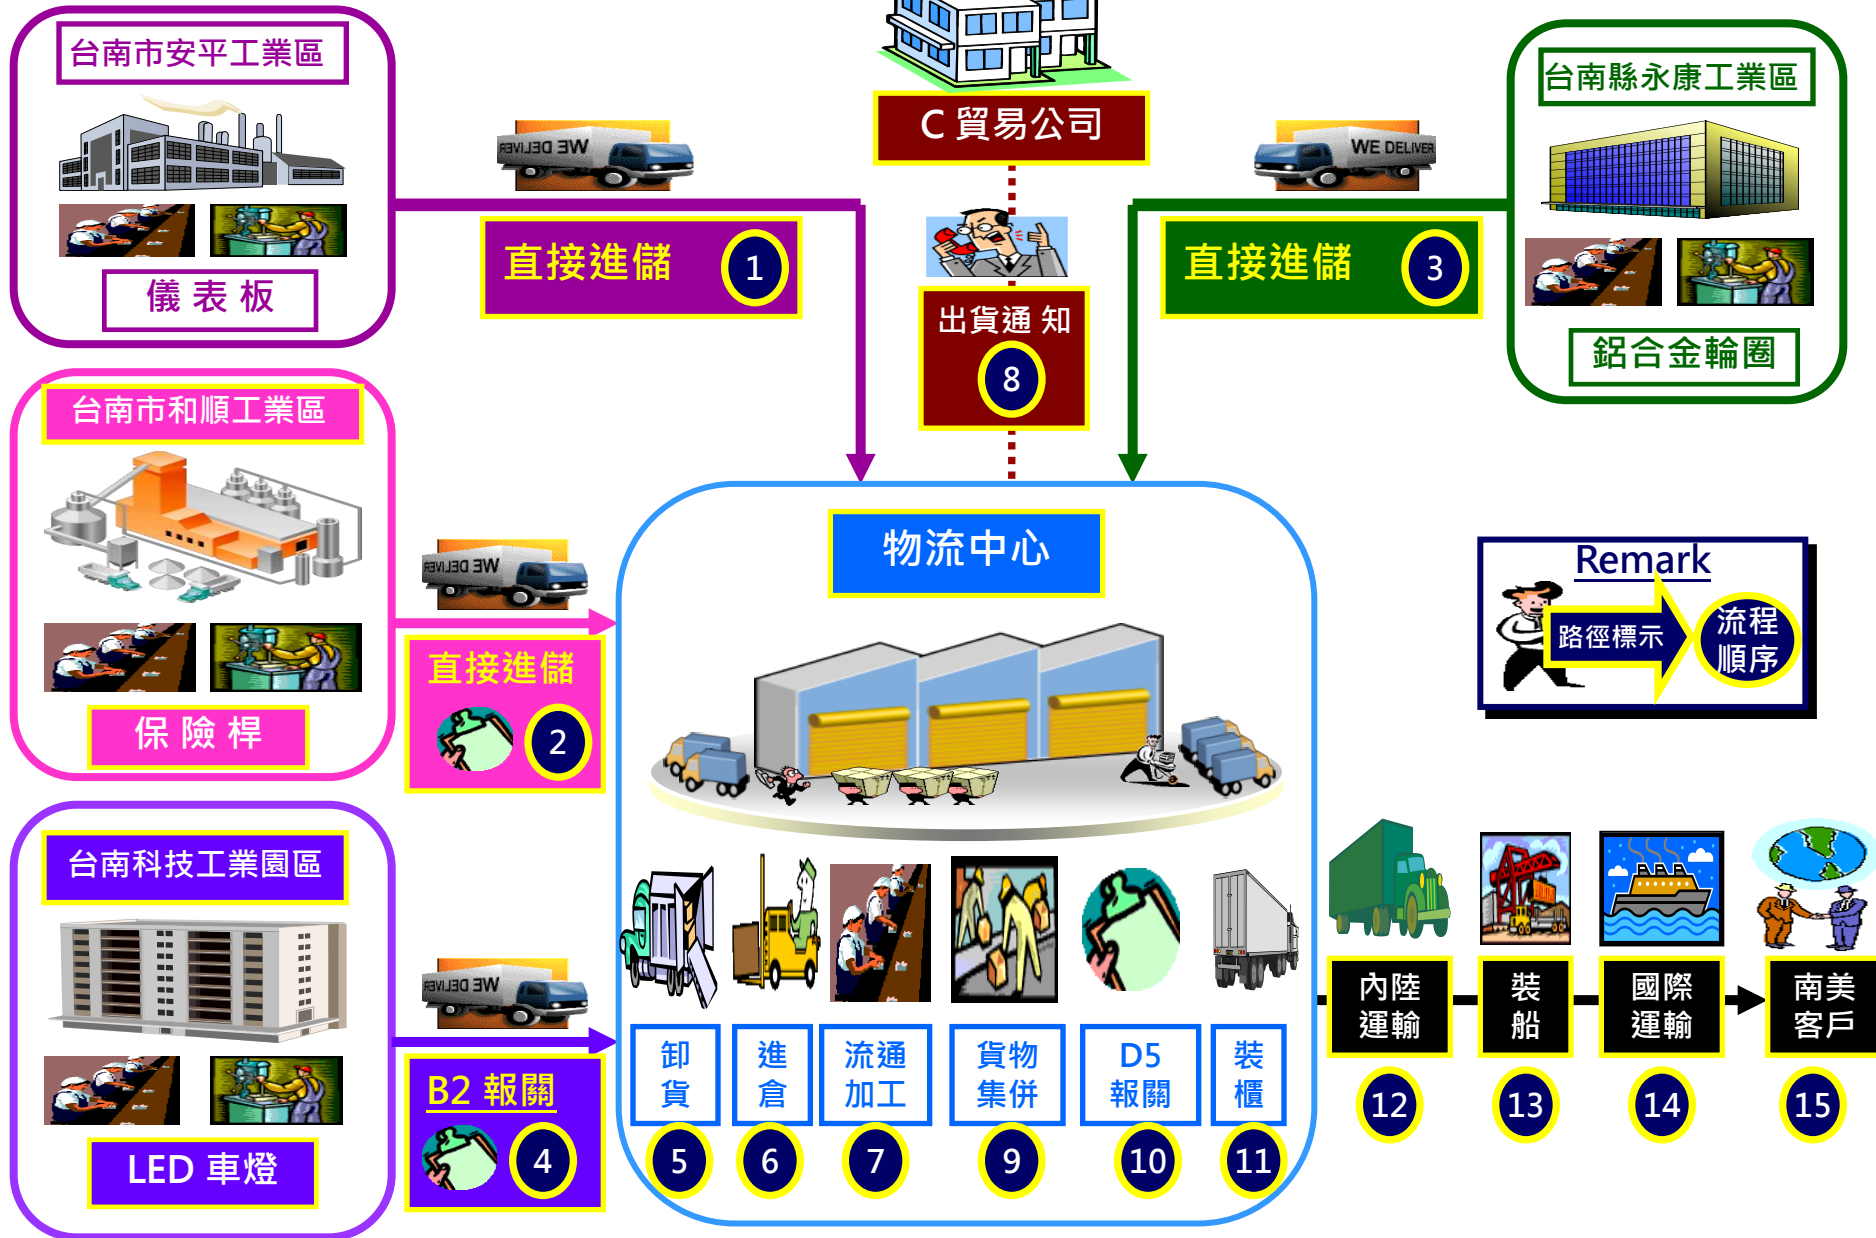 台南市安平工業區
儀表板
WE DELIVER
直接進儲
1
C 貿易公司
出貨通 知
8
WE DELIVER
直接進儲
3
台南縣永康工業區
鋁合金輪圈
台南市和順工業區
保險桿
WE DELIVER
直接進儲
2
物流中心
Remark
路徑標示
流程
順序
台南科技工業園區
LED 車燈
WE DELIVER
B2 報關
4
卸
貨
5
進
倉
6
流通
加工
7
貨物
集併
9
D5
報關
10
裝
櫃
11
內陸
運輸
12
裝
船
13
國際
運輸
14
南美
客戶
15